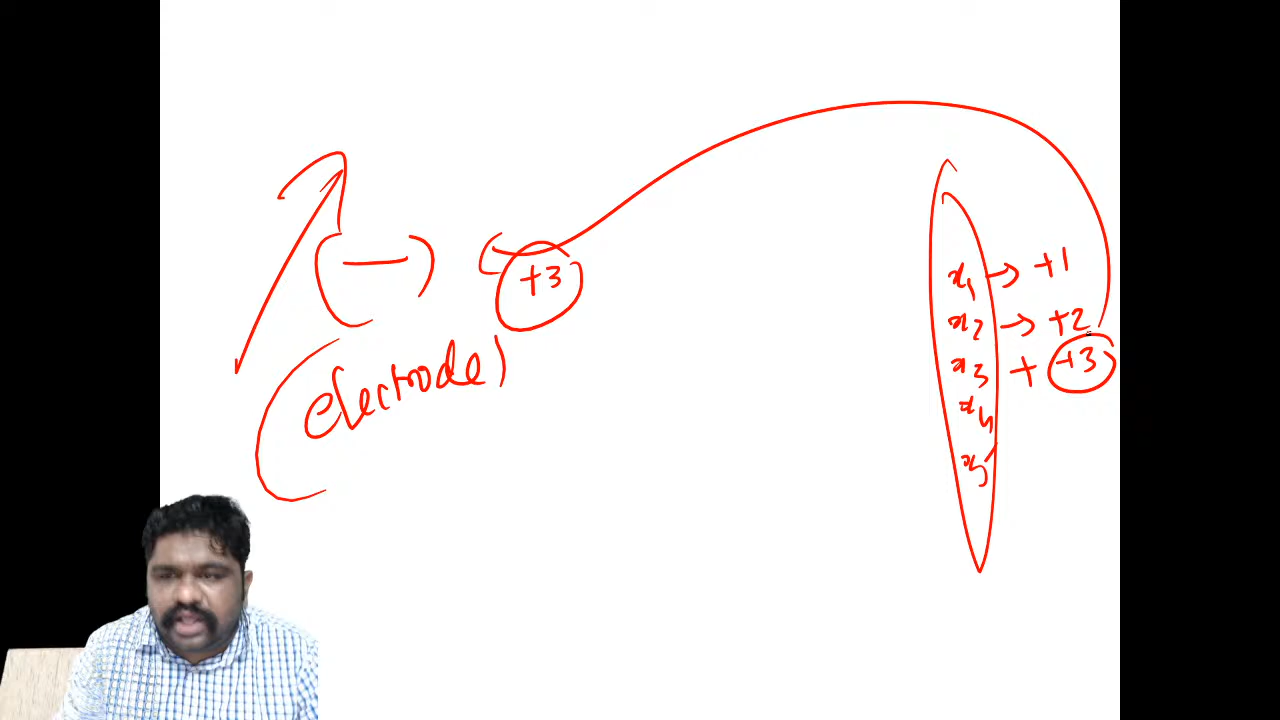 (—) (+3
electrode)
x1 → +1
x2 → +2
x3 + +3
x4
x5